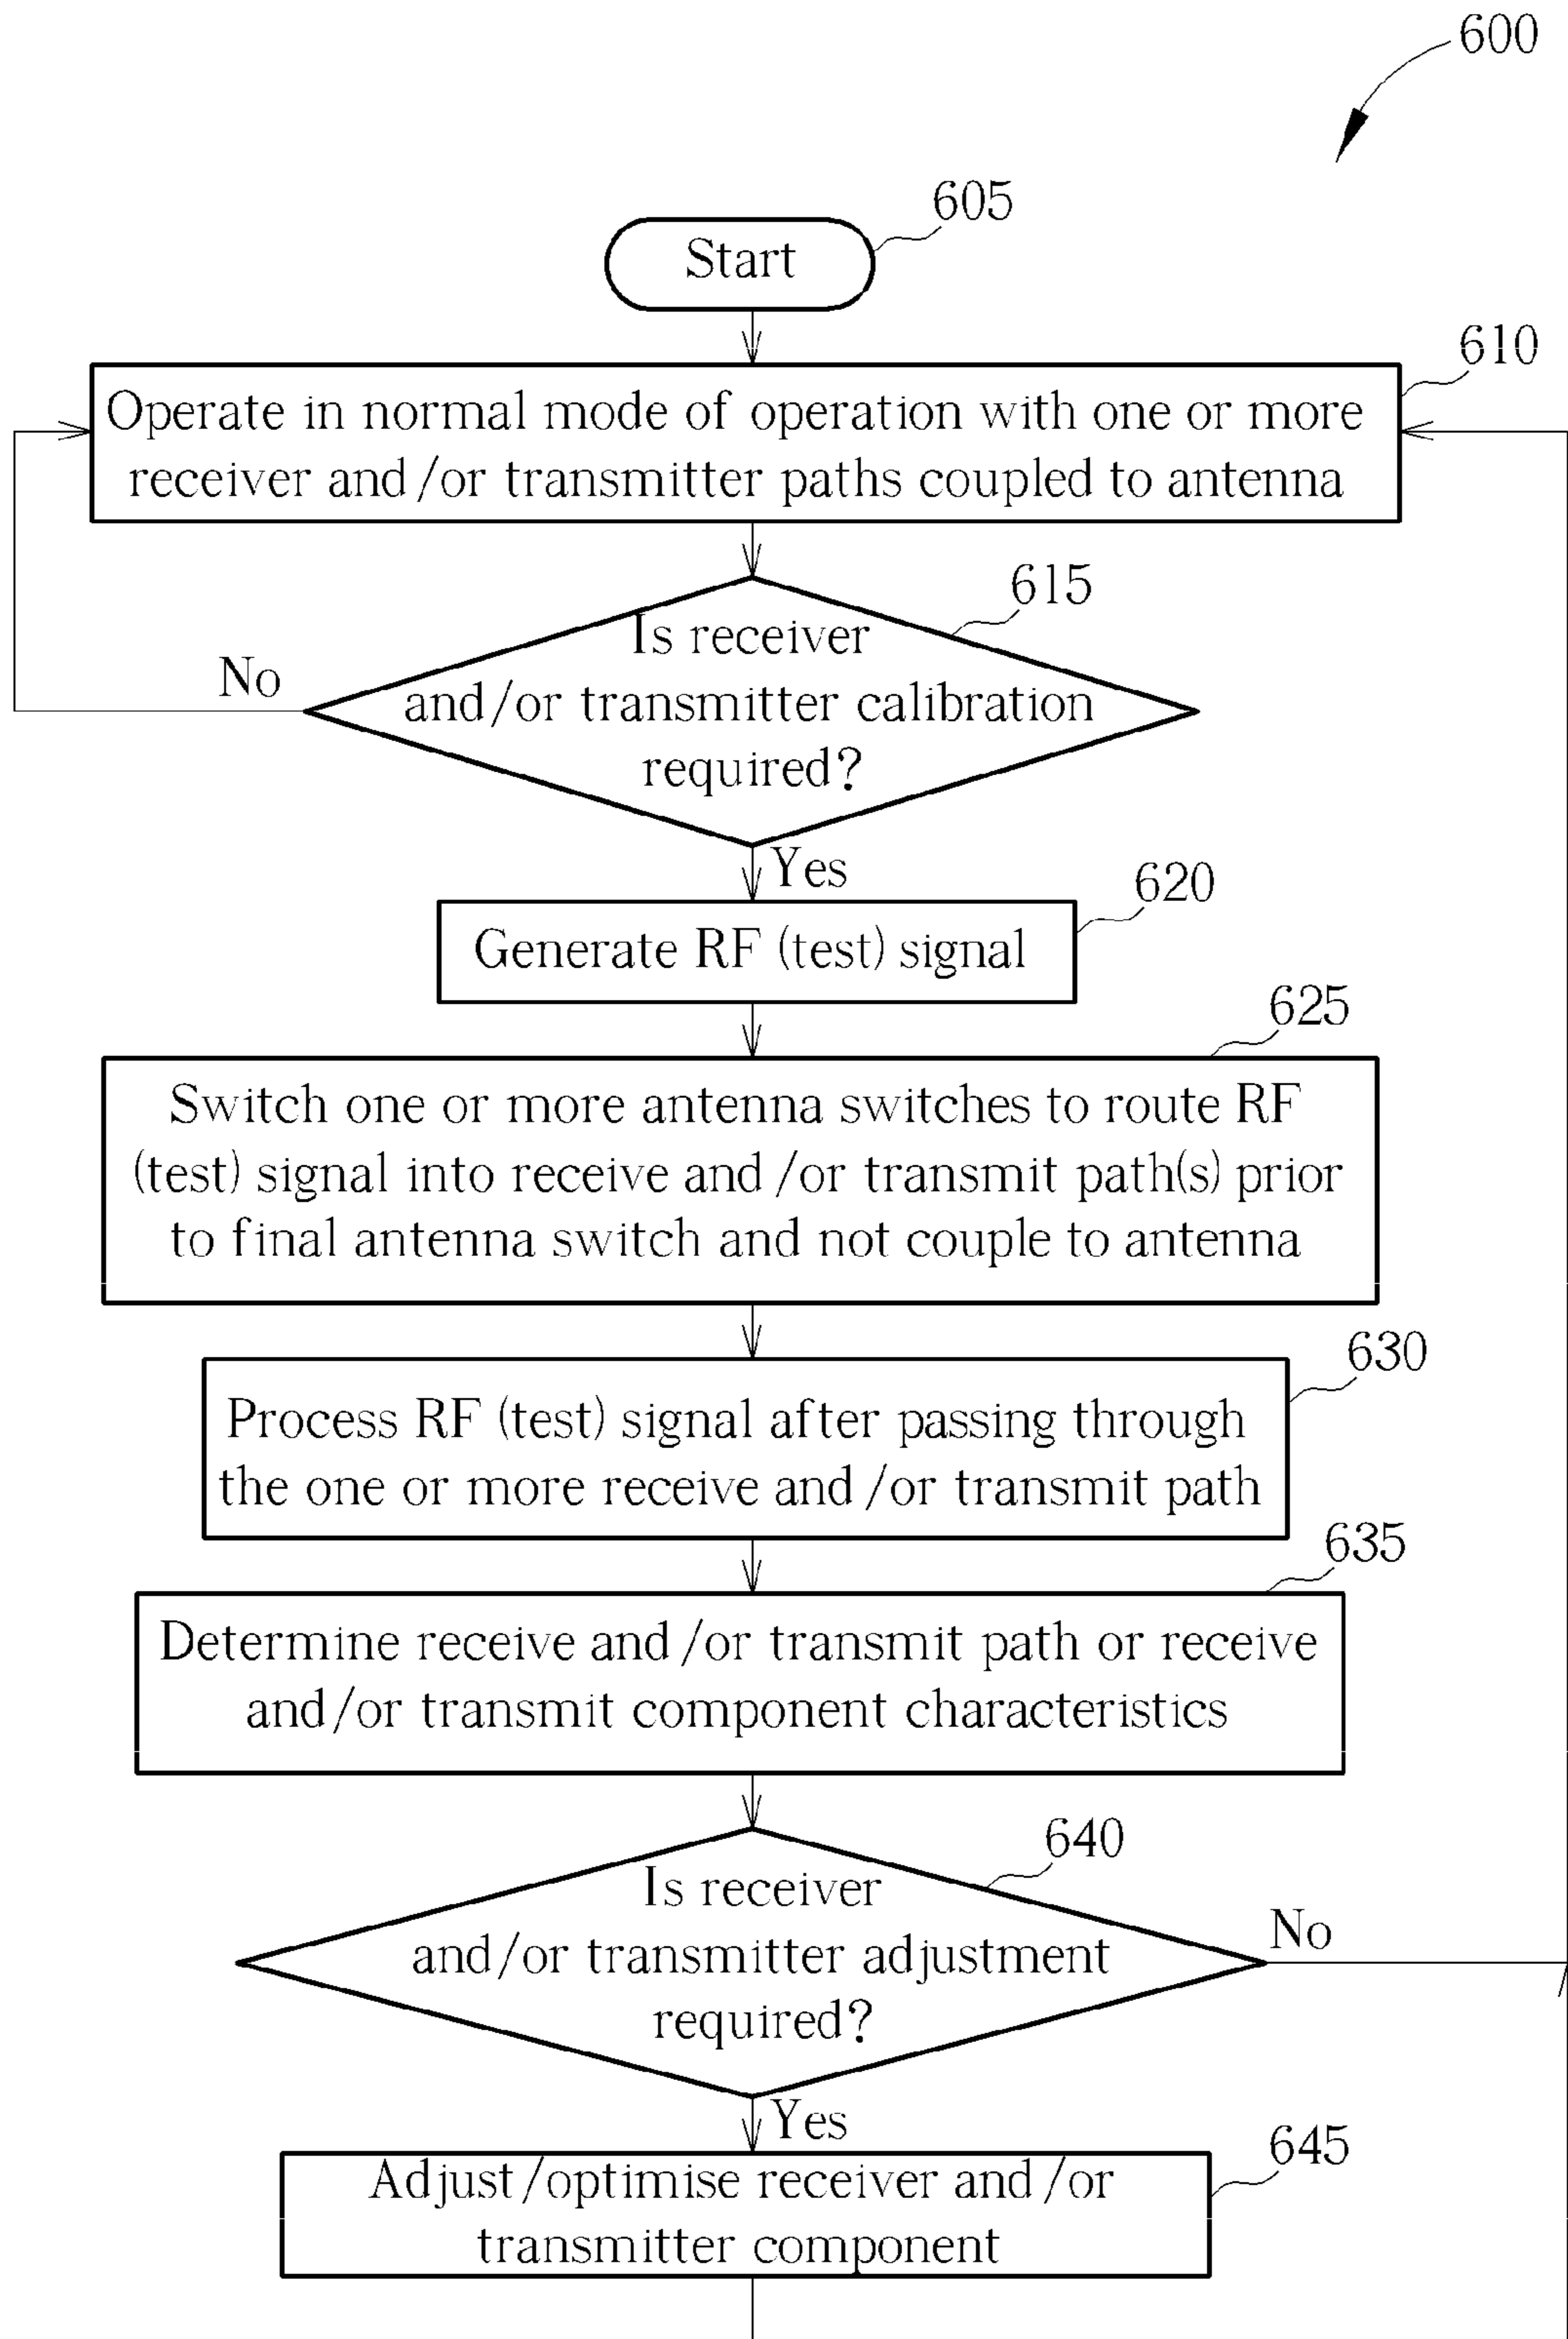 600
605
Start
610
Operate in normal mode of operation with one or more
receiver and/or transmitter paths coupled to antenna
615
Is receiver
and/or transmitter calibration
required?
No
Yes
620
Generate RF (test) signal
625
Switch one or more antenna switches to route RF
(test) signal into receive and/or transmit path(s) prior
to final antenna switch and not couple to antenna
630
Process RF (test) signal after passing through
the one or more receive and/or transmit path
635
Determine receive and/or transmit path or receive
and/or transmit component characteristics
640
Is receiver
and/or transmitter adjustment
required?
No
Yes
645
Adjust/optimise receiver and/or
transmitter component